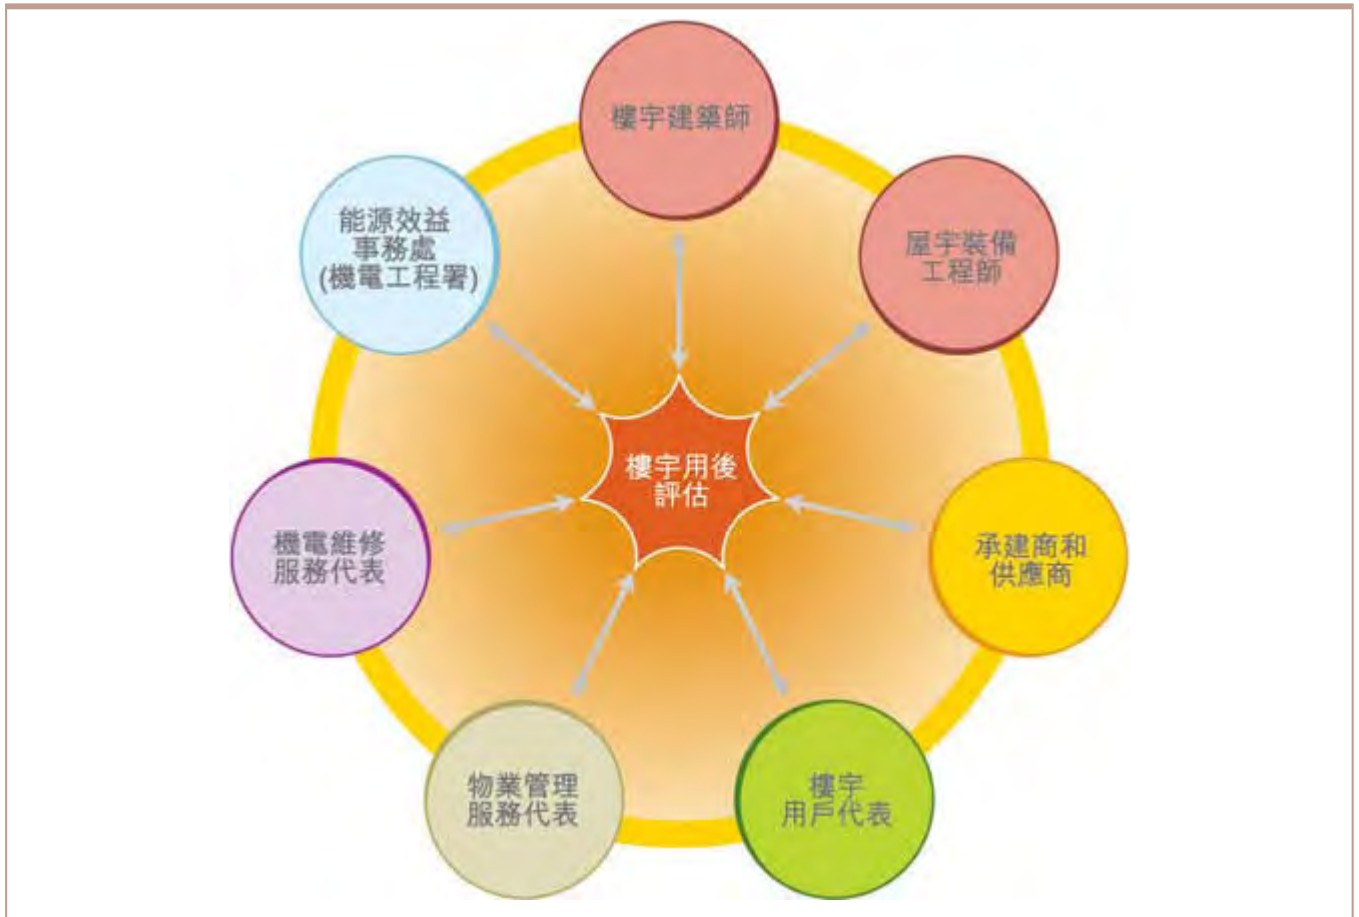 樓宇建築師
屋宇裝備
工程師
承建商和
供應商
樓宇
用戶代表
物業管理
服務代表
機電維修
服務代表
能源效益
事務處
(機電工程署)
樓宇用後
評估